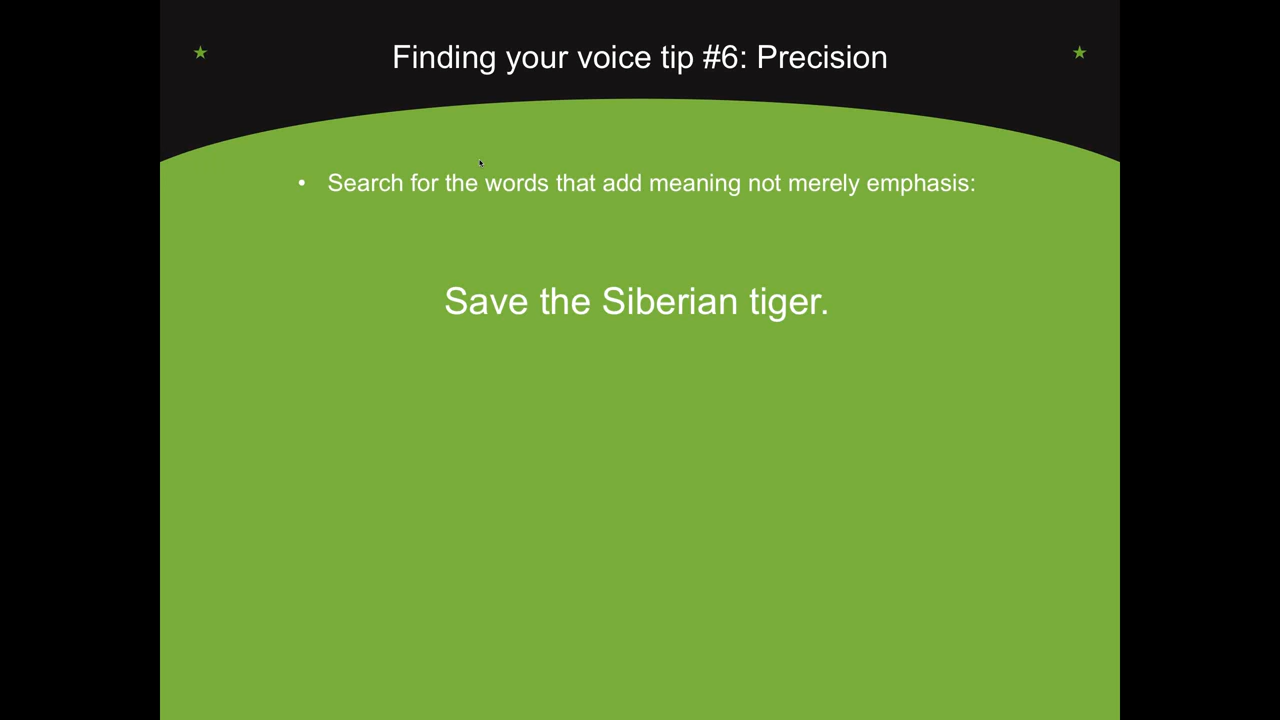 Finding your voice tip #6: Precision
• Search for the words that add meaning not merely emphasis:
Save the Siberian tiger.